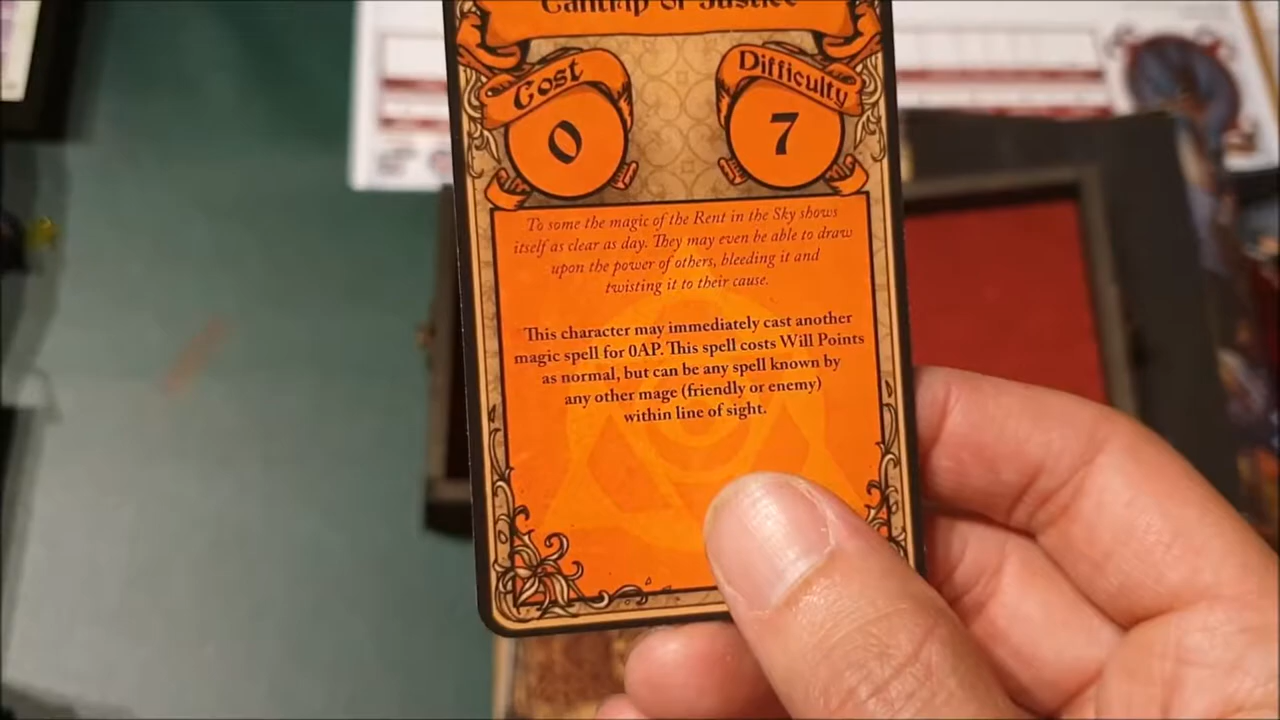 Cantrip of Justice
Cost
Difficulty
0
7
To some the magic of the Rent in the Sky shows
itself as clear as day. They may even be able to draw
upon the power of others, bleeding it and
twisting it to their cause.
This character may immediately cast another
magic spell for 0AP. This spell costs Will Points
as normal, but can be any spell known by
any other mage (friendly or enemy)
within line of sight.